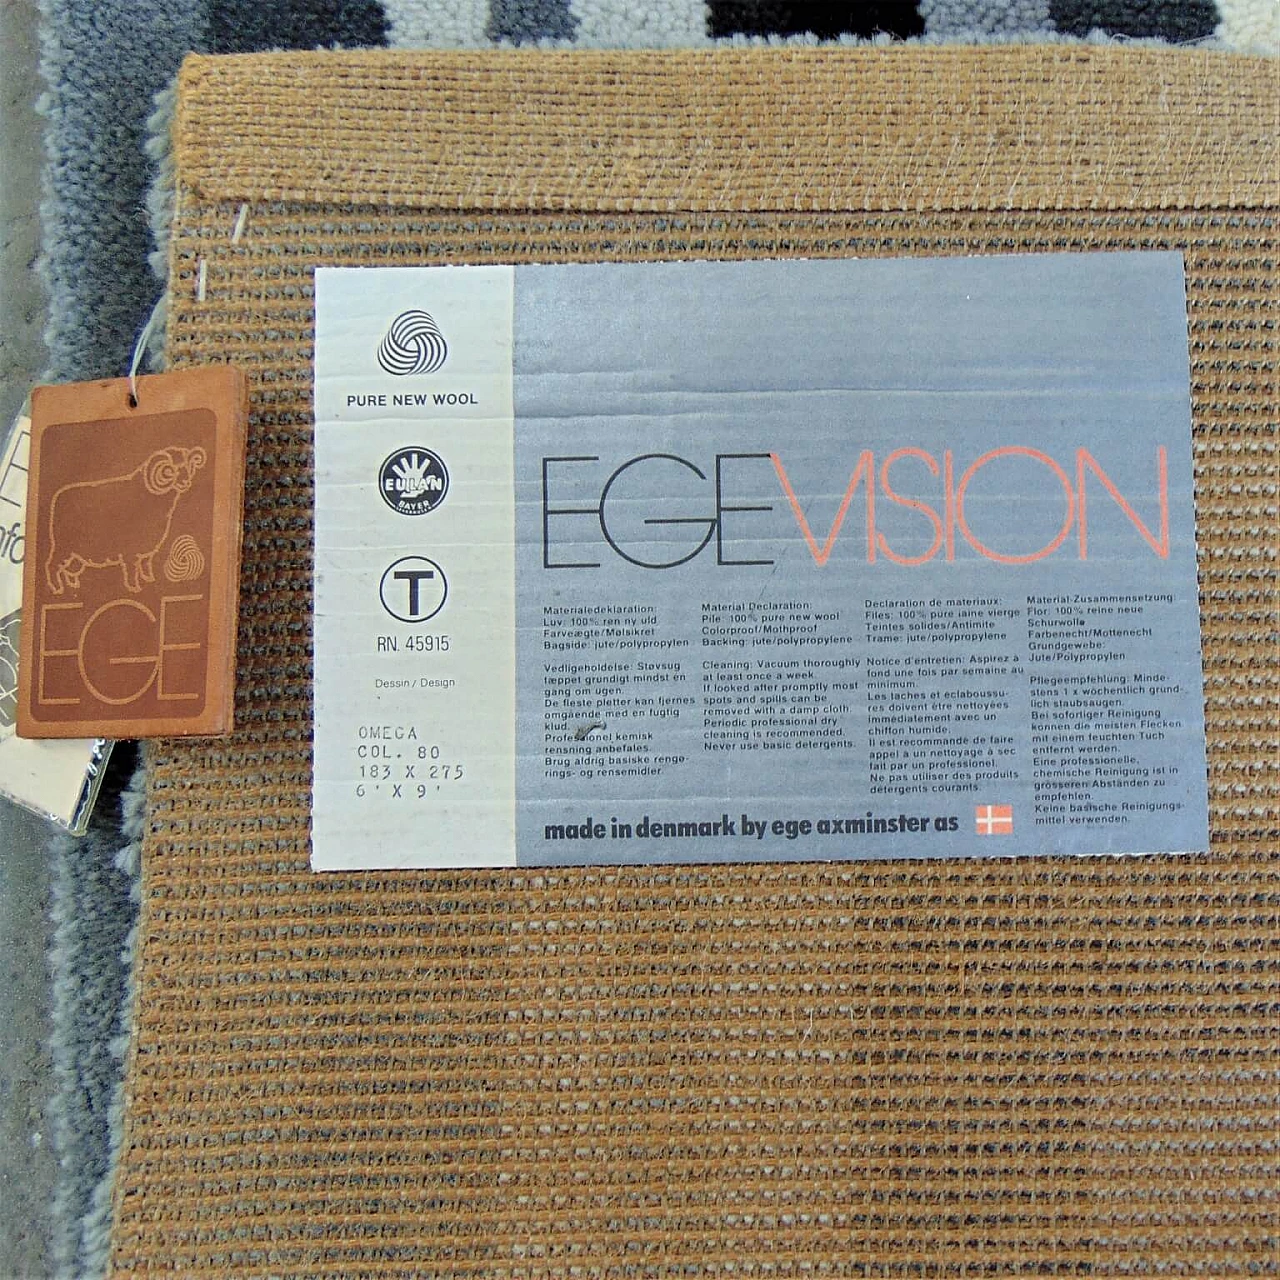 PURE NEW WOOL
EULAN
BAYER
T
RN. 45915
Dessin / Design
OMEGA
COL. 80
183 X 275
6' X 9'
EGEVISION
Materialedeklaration:
Luv: 100% ren ny uld
Farveægte/Mølsikret
Bagside: jute/polypropylen
Vedligeholdelse: Støvsug
tæppet grundigt mindst én
gang om ugen.
De fleste pletter kan fjernes
omgående med en fugtig
klud.
Professionel kemisk
rensning anbefales.
Brug aldrig basiske rengø-
rings- og rensemidler.
Material Declaration:
Pile: 100% pure new wool
Colorproof/Mothproof
Backing: jute/polypropylene
Cleaning: Vacuum thoroughly
at least once a week.
If looked after promptly most
spots and spills can be
removed with a damp cloth.
Periodic professional dry
cleaning is recommended.
Never use basic detergents.
Declaration de materiaux:
Files: 100% pure laine vierge
Teintes solides/Antimite
Trame: jute/polypropylene
Notice d'entretien: Aspirez à
fond une fois par semaine au
minimum.
Les taches et eclaboussu-
res doivent être nettoyées
immédiatement avec un
chiffon humide.
Il est recommandé de faire
appel à un nettoyage à sec
fait par un professionel.
Ne pas utiliser des produits
détergents courants.
Material-Zusammensetzung:
Flor: 100% reine neue
Schurwolle
Farbenecht/Mottenecht
Grundgewebe:
Jute/Polypropylen
Pflegeempfehlung: Minde-
stens 1 x wöchentlich gründ-
lich staubsaugen.
Bei sofortiger Reinigung
können die meisten Flecken
mit einem feuchten Tuch
entfernt werden.
Eine professionelle,
chemische Reinigung ist in
grösseren Abständen zu
empfehlen.
Keine basische Reinigungs-
mittel verwenden.
made in denmark by ege axminster as
EGE